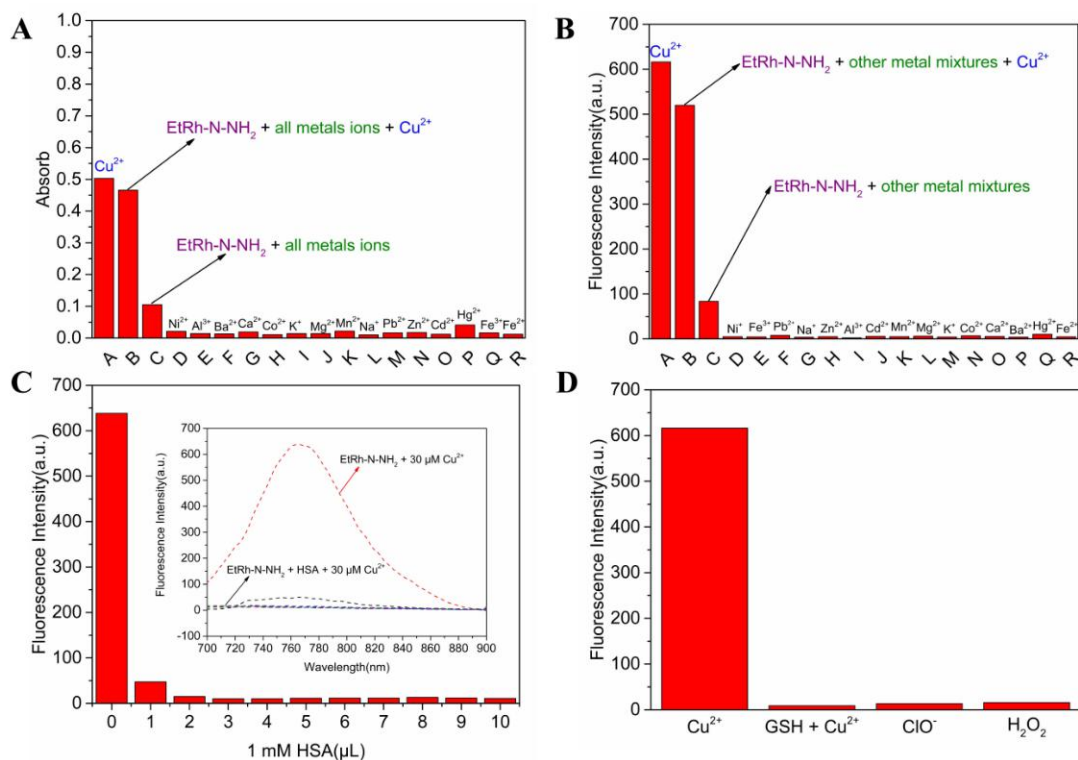 A
Absorb
1.0
0.9
0.8
0.7
0.6
0.5
0.4
0.3
0.2
0.1
0.0
EtRh-N-NH₂ + all metals ions + Cu²⁺
Cu²⁺
EtRh-N-NH₂ + all metals ions
Ni²⁺ Al³⁺ Ba²⁺ Ca²⁺ Co²⁺ K⁺ Mg²⁺ Mn²⁺ Na⁺ Pb²⁺ Zn²⁺ Cd²⁺ Hg²⁺ Fe³⁺ Fe²⁺
A B C D E F G H I J K L M N O P Q R
B
Fluorescence Intensity(a.u.)
700
600
500
400
300
200
100
0
Cu²⁺
EtRh-N-NH₂ + other metal mixtures + Cu²⁺
EtRh-N-NH₂ + other metal mixtures
Ni⁺ Fe³⁺ Pb²⁺ Na⁺ Zn²⁺ Al³⁺ Cd²⁺ Mn²⁺ Mg²⁺ K⁺ Co²⁺ Ca²⁺ Ba²⁺ Hg²⁺ Fe²⁺
A B C D E F G H I J K L M N O P Q R
C
Fluorescence Intensity(a.u.)
700
600
500
400
300
200
100
0
0 1 2 3 4 5 6 7 8 9 10
1 mM HSA(μL)
Fluorescence Intensity(a.u.)
700
600
500
400
300
200
100
0
-100
EtRh-N-NH₂ + 30 μM Cu²⁺
EtRh-N-NH₂ + HSA + 30 μM Cu²⁺
700 720 740 760 780 800 820 840 860 880 900
Wavelength(nm)
D
Fluorescence Intensity(a.u.)
700
600
500
400
300
200
100
0
Cu²⁺ GSH + Cu²⁺ ClO⁻ H₂O₂